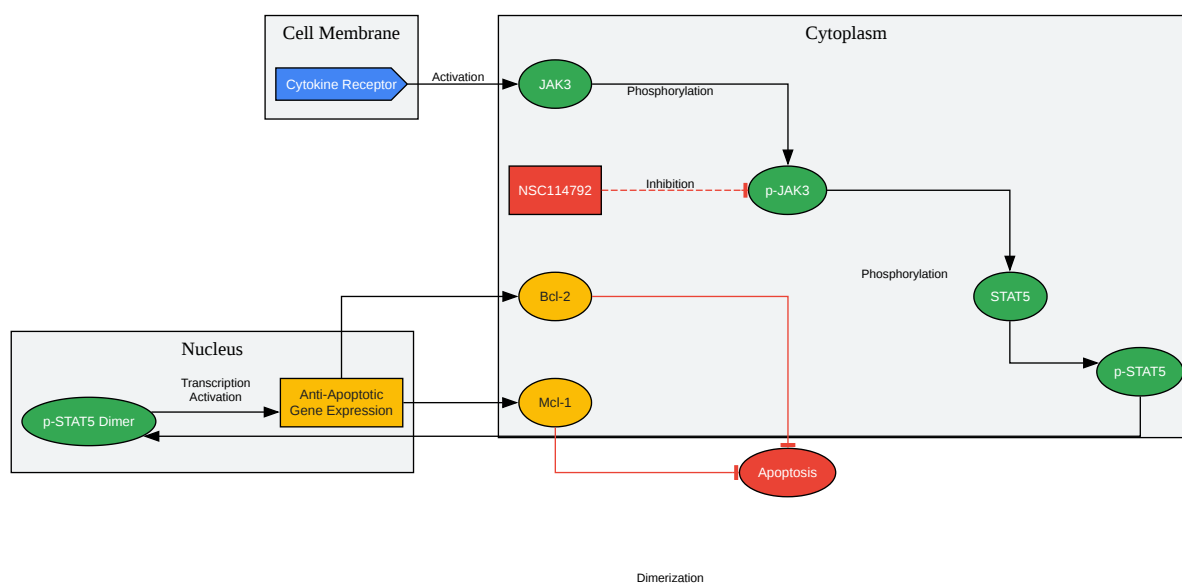 Cell Membrane
Cytoplasm
Cytokine Receptor
Activation
JAK3
Phosphorylation
NSC114792
Inhibition
p-JAK3
Phosphorylation
Bcl-2
STAT5
Nucleus
Transcription
Activation
p-STAT5
Anti-Apoptotic
Gene Expression
Mcl-1
p-STAT5 Dimer
Apoptosis
Dimerization